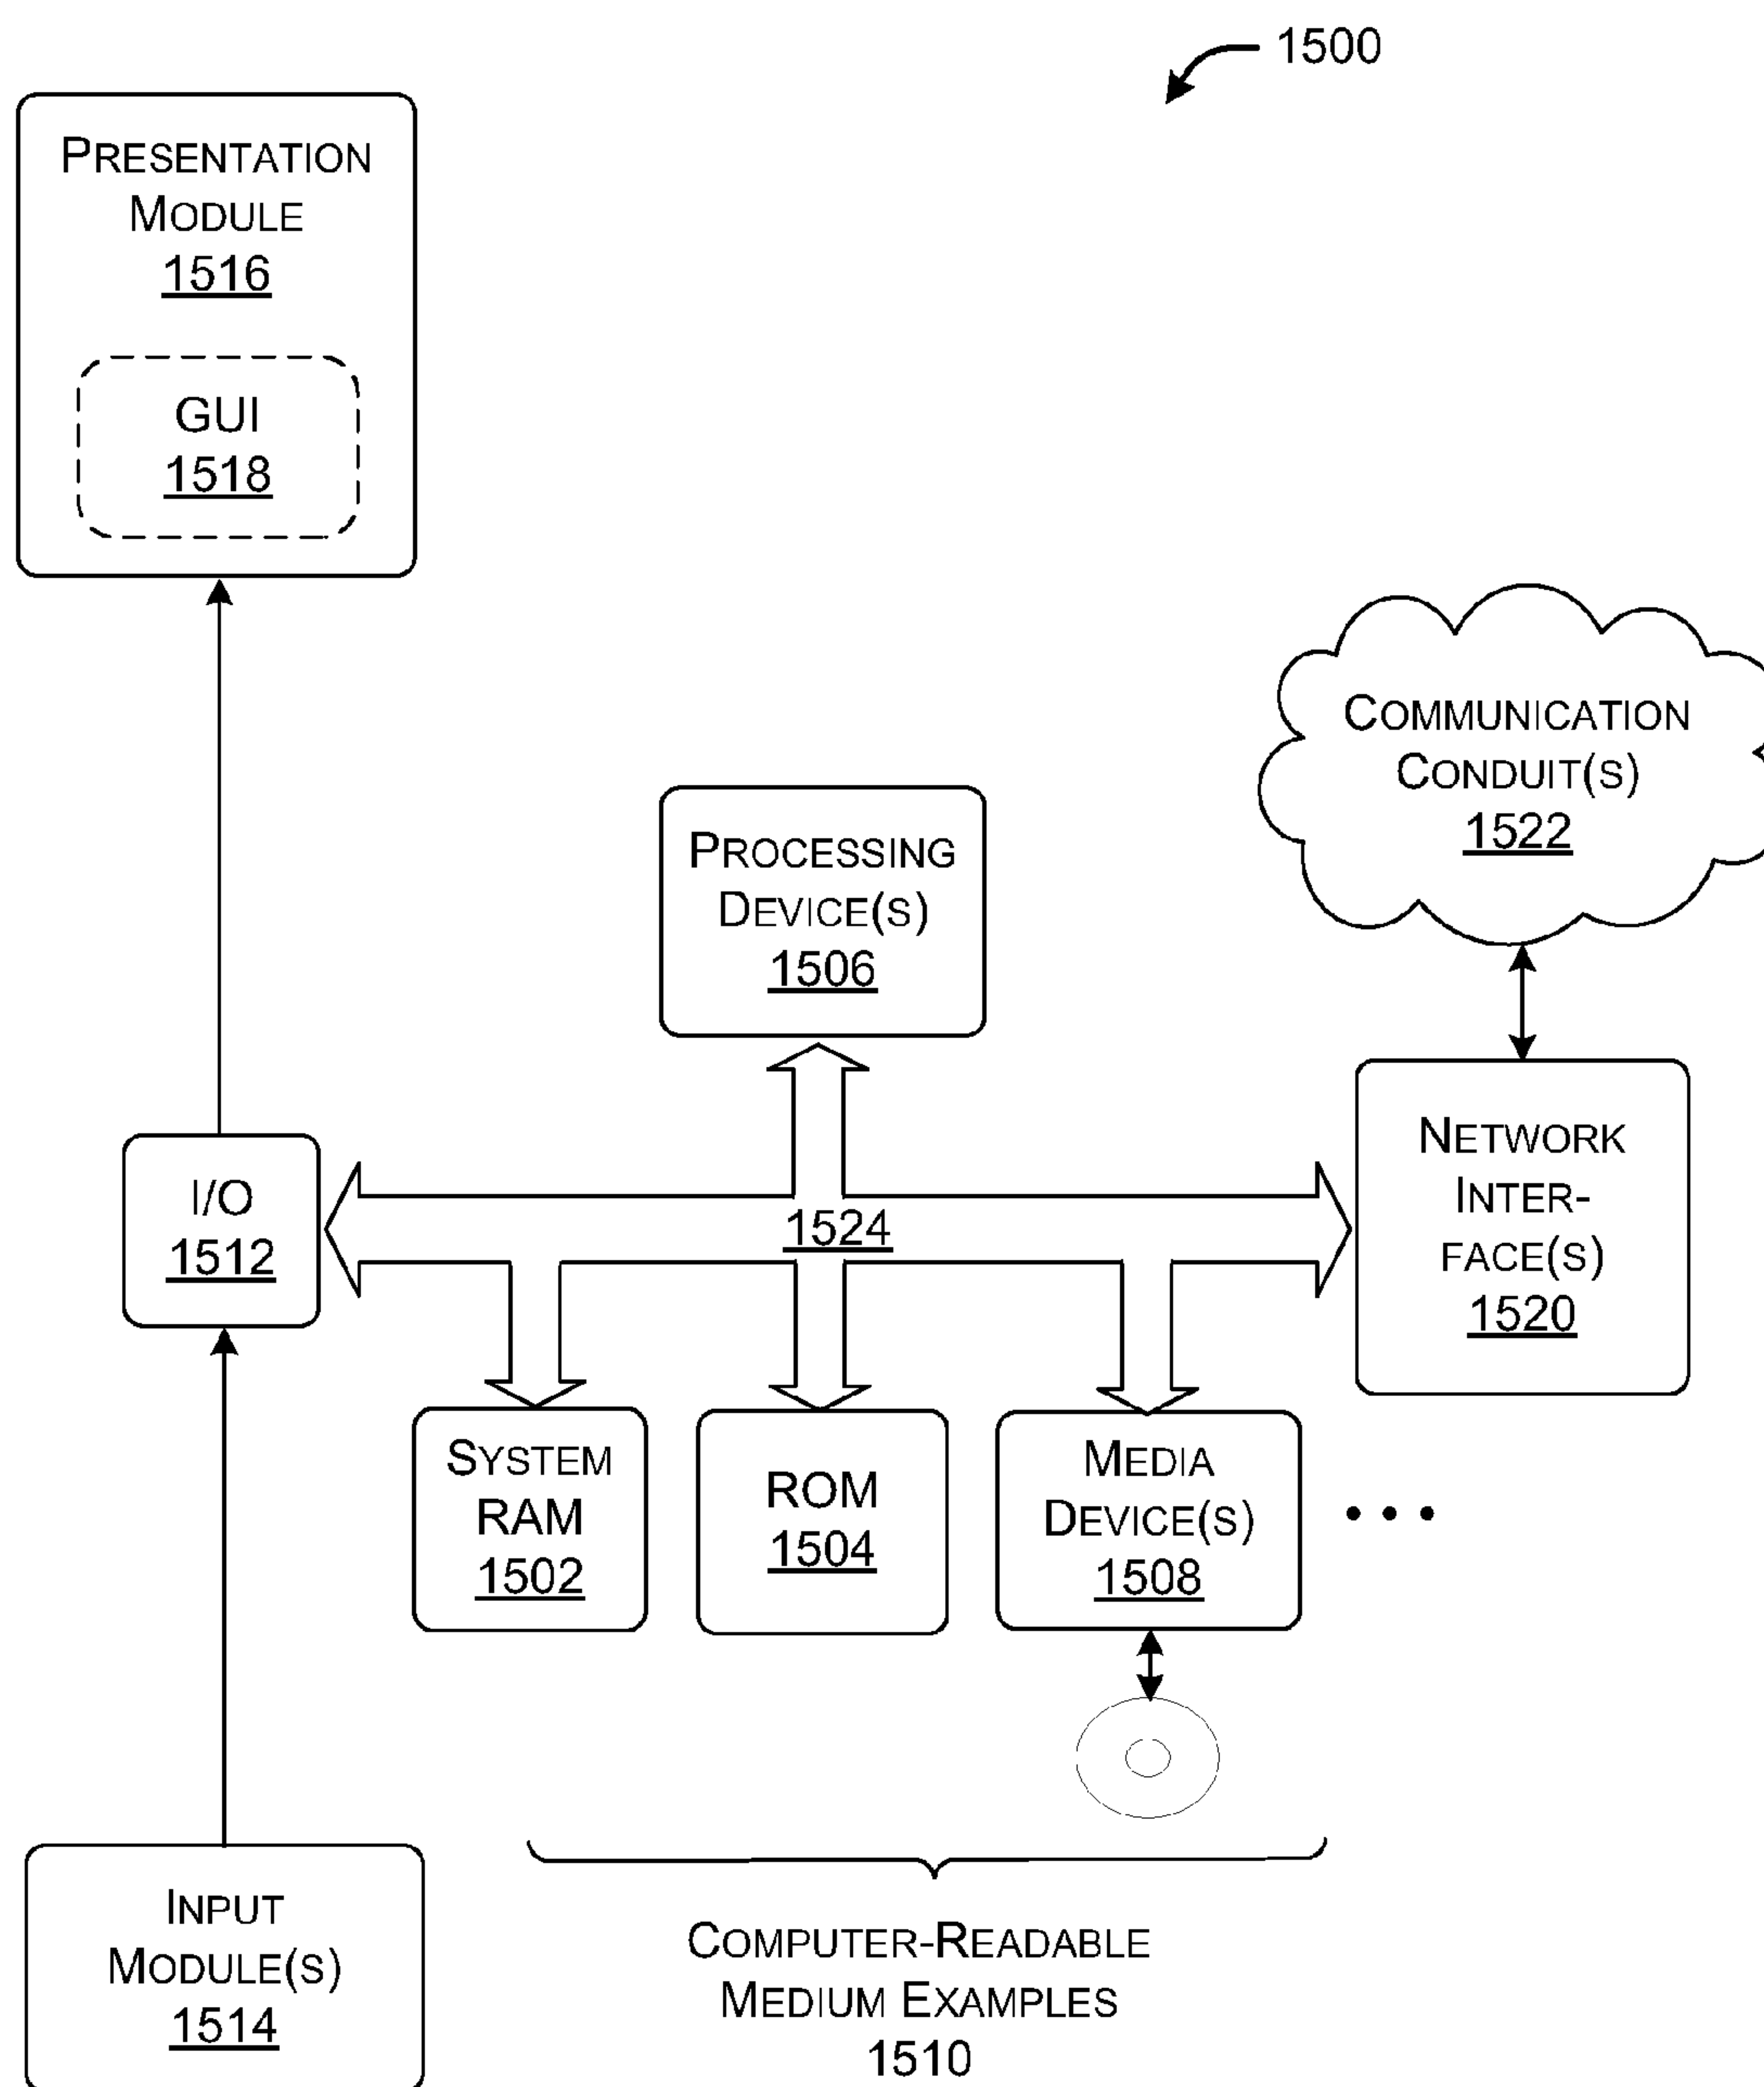 1500
PRESENTATION
MODULE
1516
GUI
1518
COMMUNICATION
CONDUIT(S)
1522
PROCESSING
DEVICE(S)
1506
NETWORK
INTER-
FACE(S)
1520
I/O
1512
1524
SYSTEM
RAM
1502
ROM
1504
MEDIA
DEVICE(S)
1508
• • •
INPUT
MODULE(S)
1514
COMPUTER-READABLE
MEDIUM EXAMPLES
1510